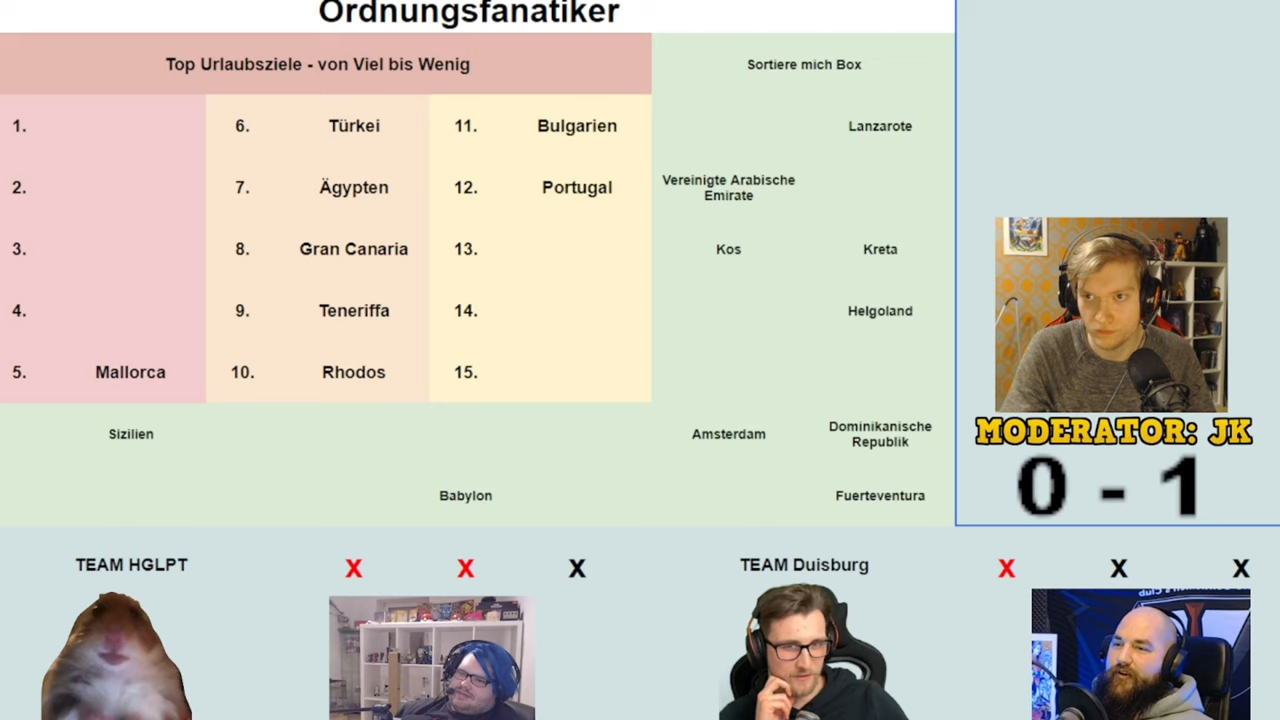 Ordnungsfanatiker
Top Urlaubsziele - von Viel bis Wenig
Sortiere mich Box
1.
6. Türkei
11. Bulgarien
Lanzarote
2.
7. Ägypten
12. Portugal
Vereinigte Arabische
Emirate
3.
8. Gran Canaria
13.
Kos
Kreta
4.
9. Teneriffa
14.
Helgoland
5. Mallorca
10. Rhodos
15.
Sizilien
Amsterdam
Dominikanische
Republik
Babylon
Fuerteventura
MODERATOR: JK
0 - 1
TEAM HGLPT X X X
TEAM Duisburg X X X